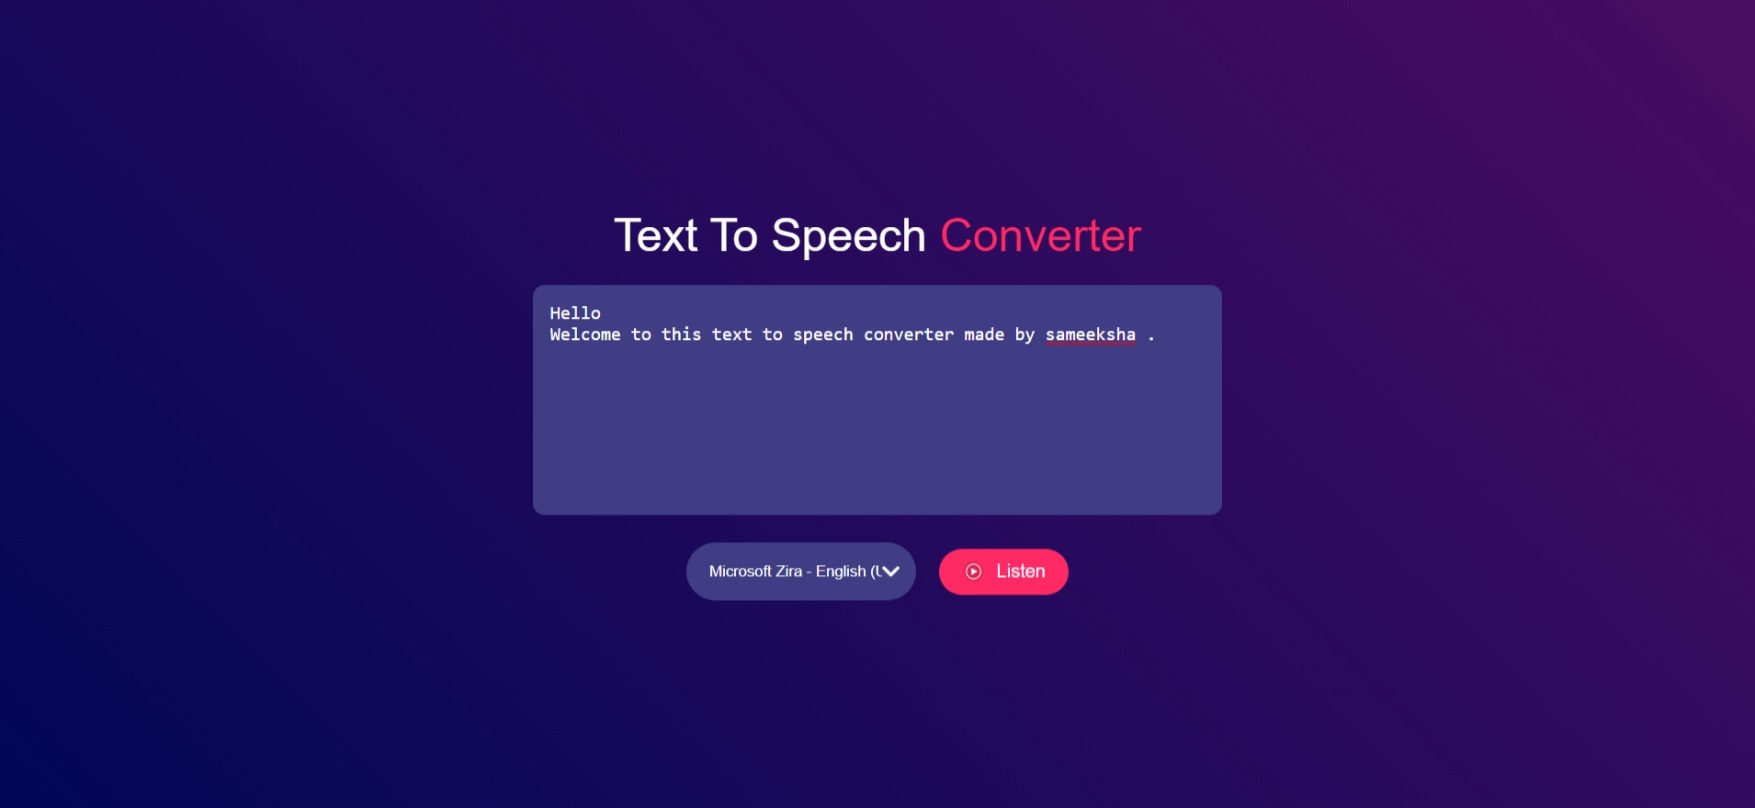 Text To Speech Converter
Hello
Welcome to this text to speech converter made by sameeksha .
Microsoft Zira - English (U
Listen